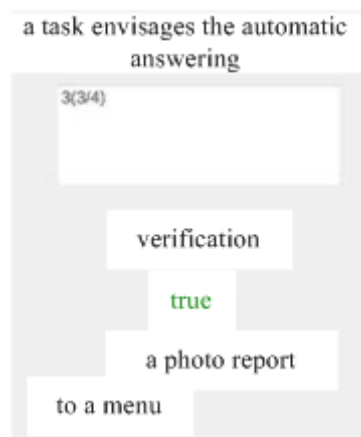 a task envisages the automatic
answering
3(3/4)
verification
true
a photo report
to a menu